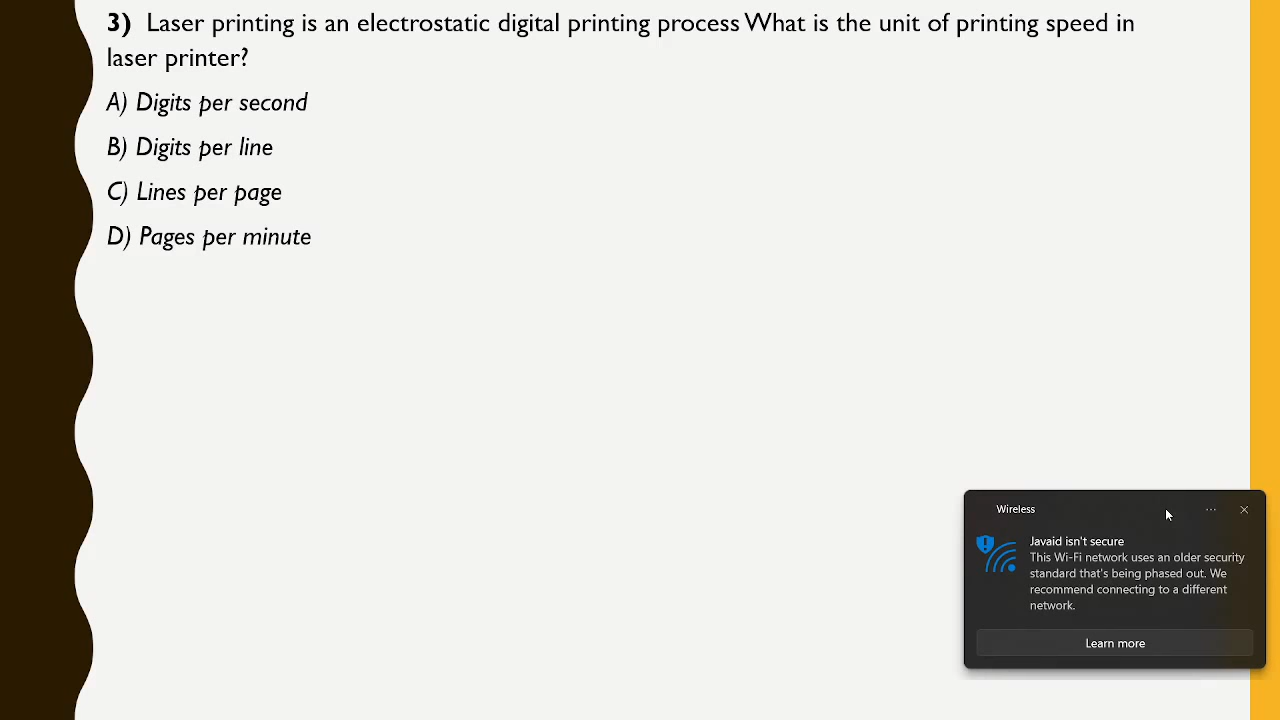 3) Laser printing is an electrostatic digital printing process What is the unit of printing speed in
laser printer?
A) Digits per second
B) Digits per line
C) Lines per page
D) Pages per minute
Wireless
Javaid isn't secure
This Wi-Fi network uses an older security
standard that's being phased out. We
recommend connecting to a different
network.
Learn more